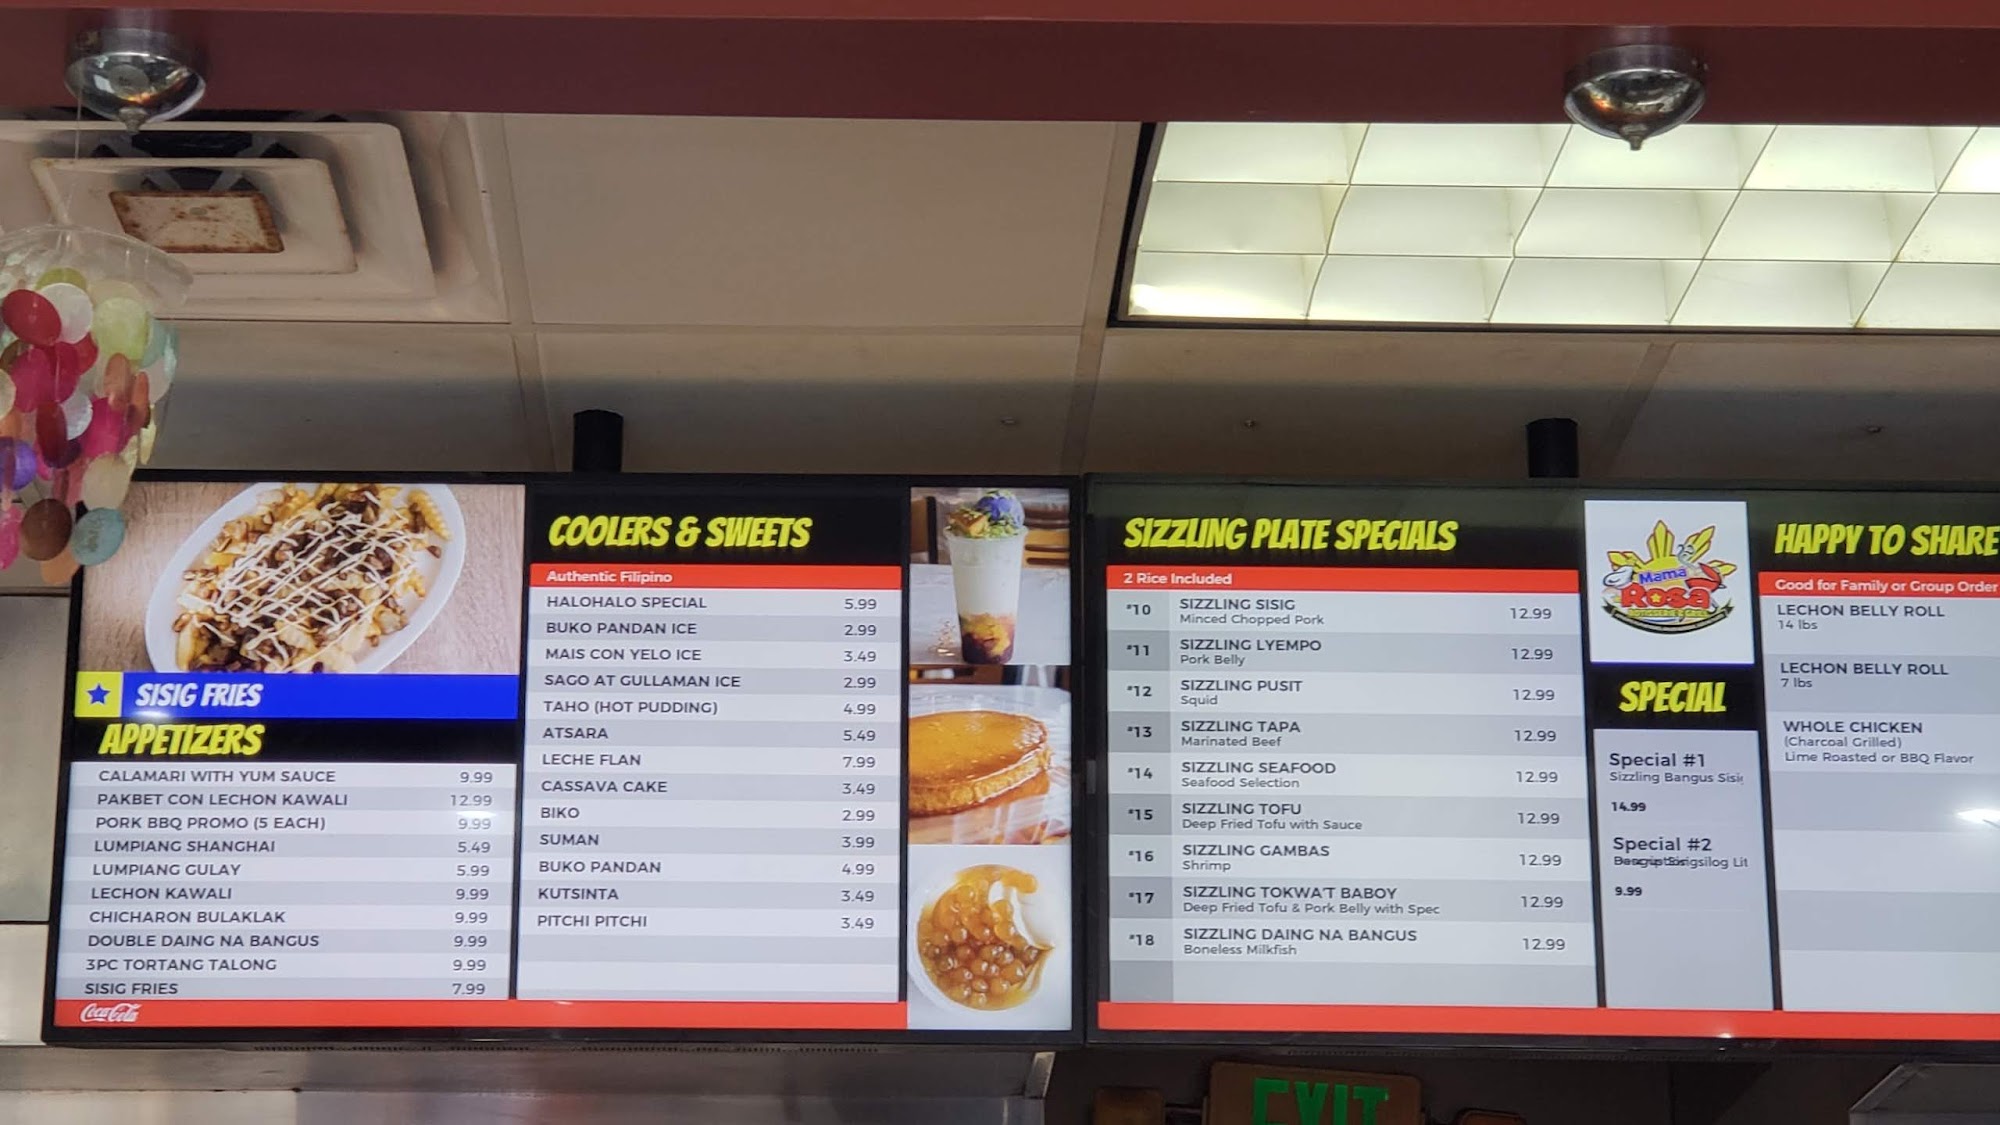 SISIG FRIES
APPETIZERS
CALAMARI WITH YUM SAUCE 9.99
PAKBET CON LECHON KAWALI 12.99
PORK BBQ PROMO (5 EACH) 9.99
LUMPIANG SHANGHAI 5.49
LUMPIANG GULAY 5.99
LECHON KAWALI 9.99
CHICHARON BULAKLAK 9.99
DOUBLE DAING NA BANGUS 9.99
3PC TORTANG TALONG 9.99
SISIG FRIES 7.99
Coca-Cola
COOLERS & SWEETS
Authentic Filipino
HALOHALO SPECIAL 5.99
BUKO PANDAN ICE 2.99
MAIS CON YELO ICE 3.49
SAGO AT GULLAMAN ICE 2.99
TAHO (HOT PUDDING) 4.99
ATSARA 5.49
LECHE FLAN 7.99
CASSAVA CAKE 3.49
BIKO 2.99
SUMAN 3.99
BUKO PANDAN 4.99
KUTSINTA 3.49
PITCHI PITCHI 3.49
SIZZLING PLATE SPECIALS
2 Rice Included
#10 SIZZLING SISIG 12.99
Minced Chopped Pork
#11 SIZZLING LYEMPO 12.99
Pork Belly
#12 SIZZLING PUSIT 12.99
Squid
#13 SIZZLING TAPA 12.99
Marinated Beef
#14 SIZZLING SEAFOOD 12.99
Seafood Selection
#15 SIZZLING TOFU 12.99
Deep Fried Tofu with Sauce
#16 SIZZLING GAMBAS 12.99
Shrimp
#17 SIZZLING TOKWA'T BABOY 12.99
Deep Fried Tofu & Pork Belly with Spec
#18 SIZZLING DAING NA BANGUS 12.99
Boneless Milkfish
Mama
Rosa
SPECIAL
Special #1
Sizzling Bangus Sisig
14.99
Special #2
9.99
HAPPY TO SHARE
Good for Family or Group Order
LECHON BELLY ROLL
14 lbs
LECHON BELLY ROLL
7 lbs
WHOLE CHICKEN
(Charcoal Grilled)
Lime Roasted or BBQ Flavor
EXIT